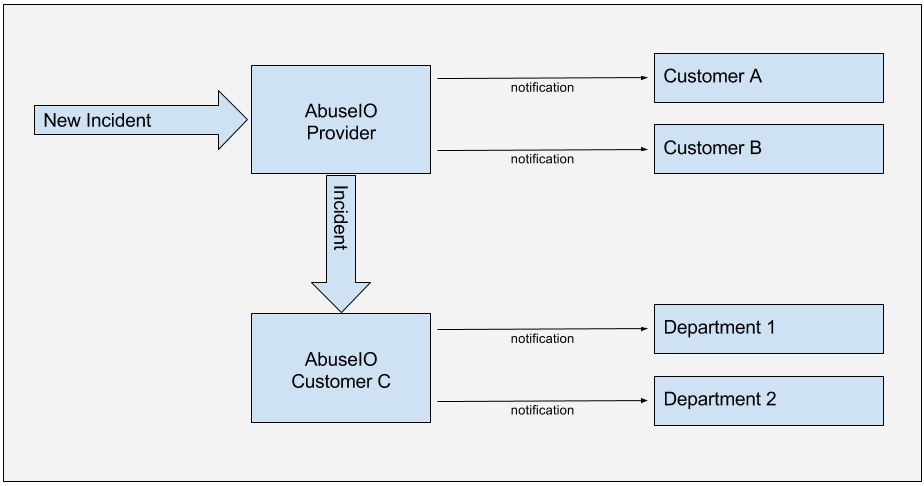 New Incident
AbuseIO
Provider
notification
Customer A
notification
Customer B
Incident
AbuseIO
Customer C
notification
Department 1
notification
Department 2